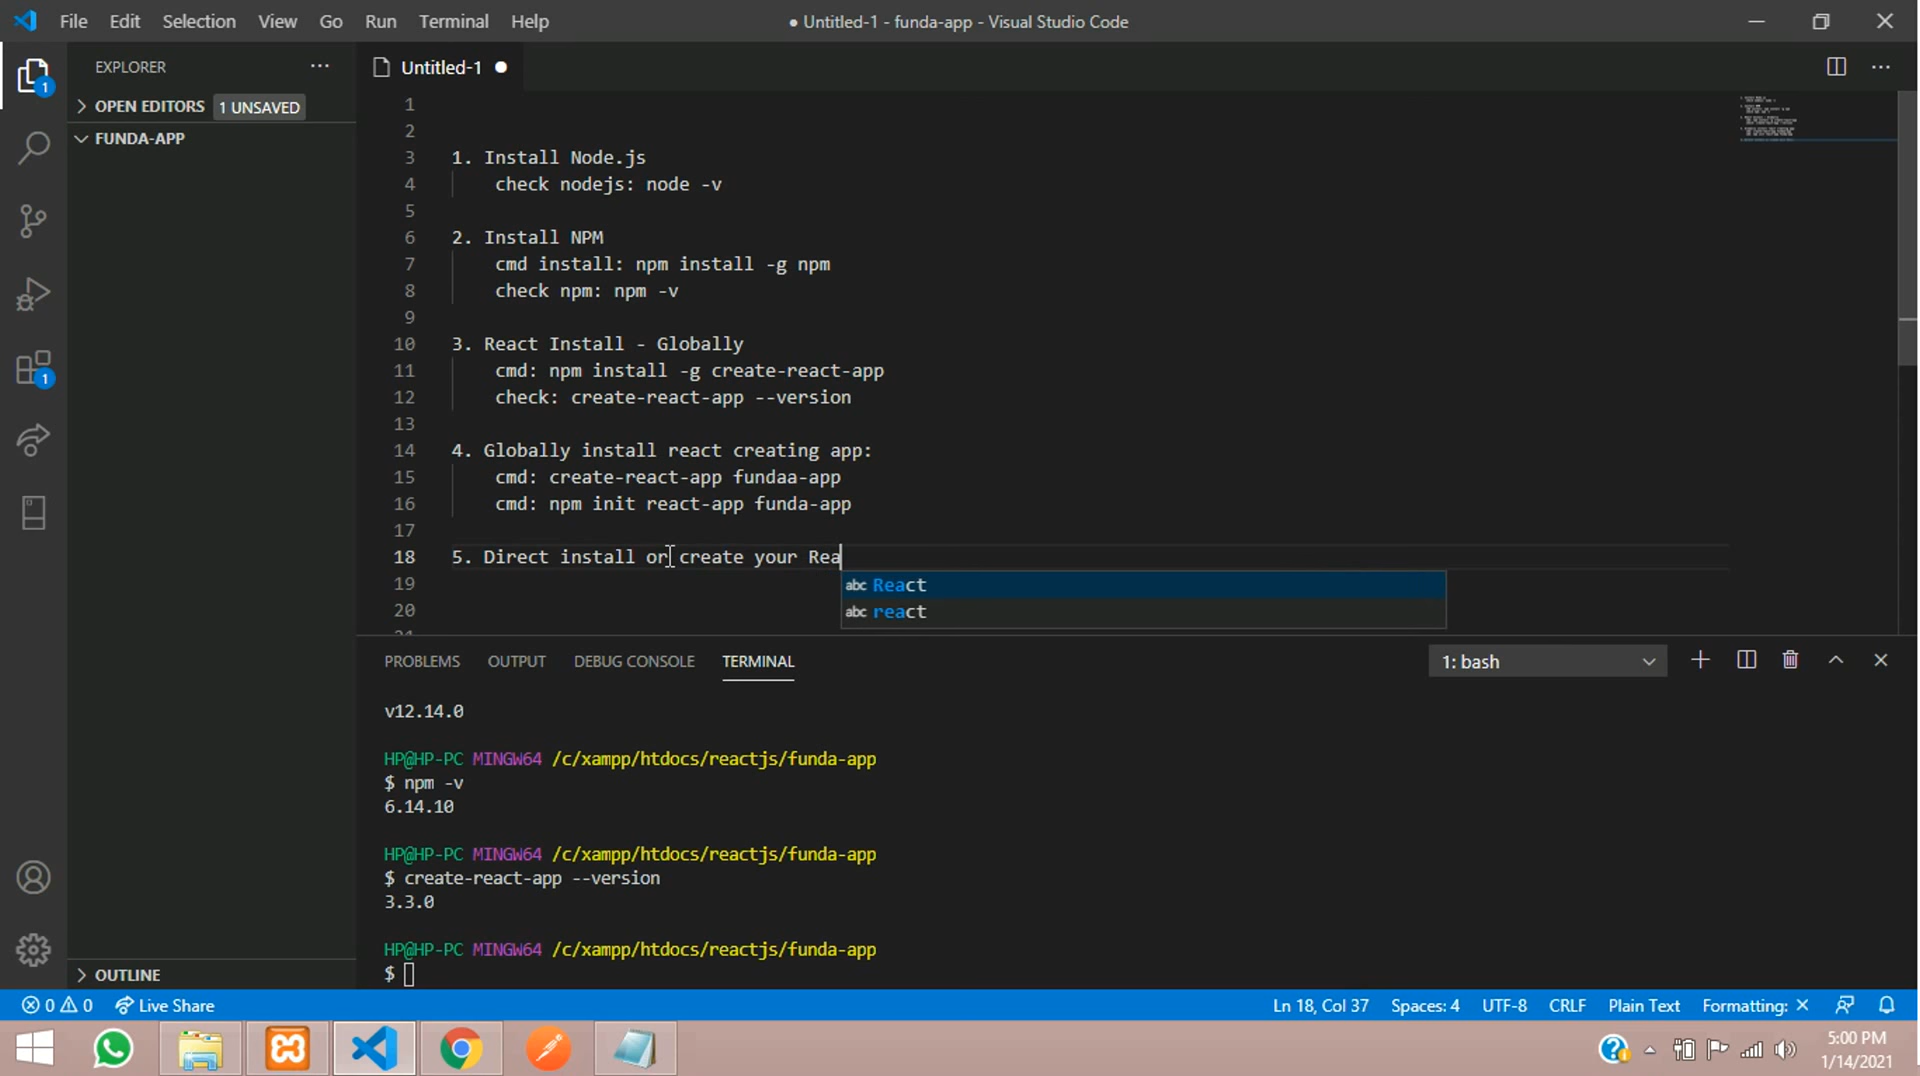 File Edit Selection View Go Run Terminal Help
● Untitled-1 - funda-app - Visual Studio Code
EXPLORER
Untitled-1
OPEN EDITORS 1 UNSAVED
FUNDA-APP
1
1
1
2
3 1. Install Node.js
4 check nodejs: node -v
5
6 2. Install NPM
7 cmd install: npm install -g npm
8 check npm: npm -v
9
10 3. React Install - Globally
11 cmd: npm install -g create-react-app
12 check: create-react-app --version
13
14 4. Globally install react creating app:
15 cmd: create-react-app fundaa-app
16 cmd: npm init react-app funda-app
17
18 5. Direct install or create your Rea
19
20
abc React
abc react
PROBLEMS OUTPUT DEBUG CONSOLE TERMINAL
1: bash
v12.14.0
HP@HP-PC MINGW64 /c/xampp/htdocs/reactjs/funda-app
$ npm -v
6.14.10
HP@HP-PC MINGW64 /c/xampp/htdocs/reactjs/funda-app
$ create-react-app --version
3.3.0
HP@HP-PC MINGW64 /c/xampp/htdocs/reactjs/funda-app
$
OUTLINE
0 0 Live Share
Ln 18, Col 37 Spaces: 4 UTF-8 CRLF Plain Text Formatting: ✕
5:00 PM
1/14/2021